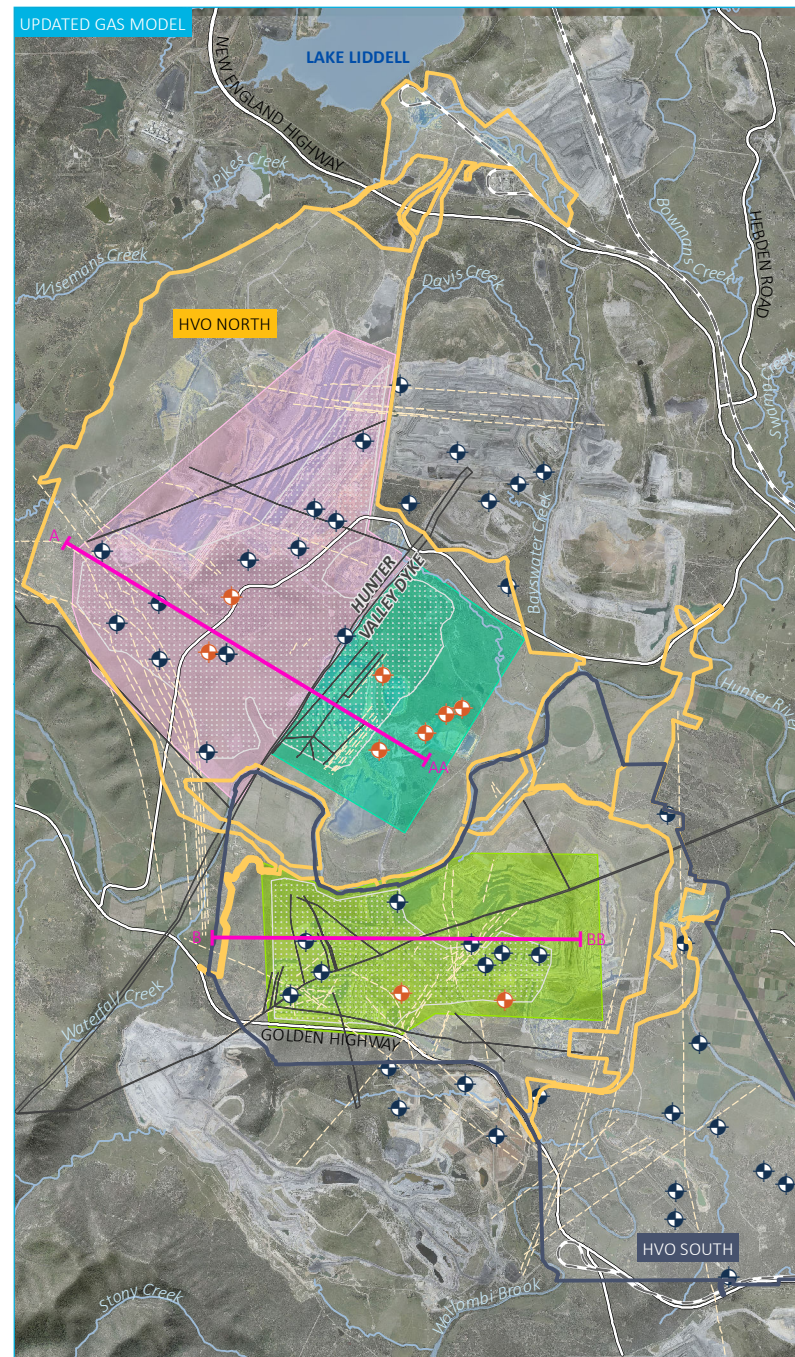 UPDATED GAS MODEL
LAKE LIDDELL
NEW ENGLAND HIGHWAY
Pikes Creek
Bowmans Creek
HEBDEN ROAD
Wisemans Creek
Davis Creek
HVO NORTH
Swamp Creek
A
HUNTER
VALLEY DYKE
Bayswater Creek
Hunter River
AA
B
BB
Waterfall Creek
GOLDEN HIGHWAY
HVO SOUTH
Stony Creek
Wollombi Brook